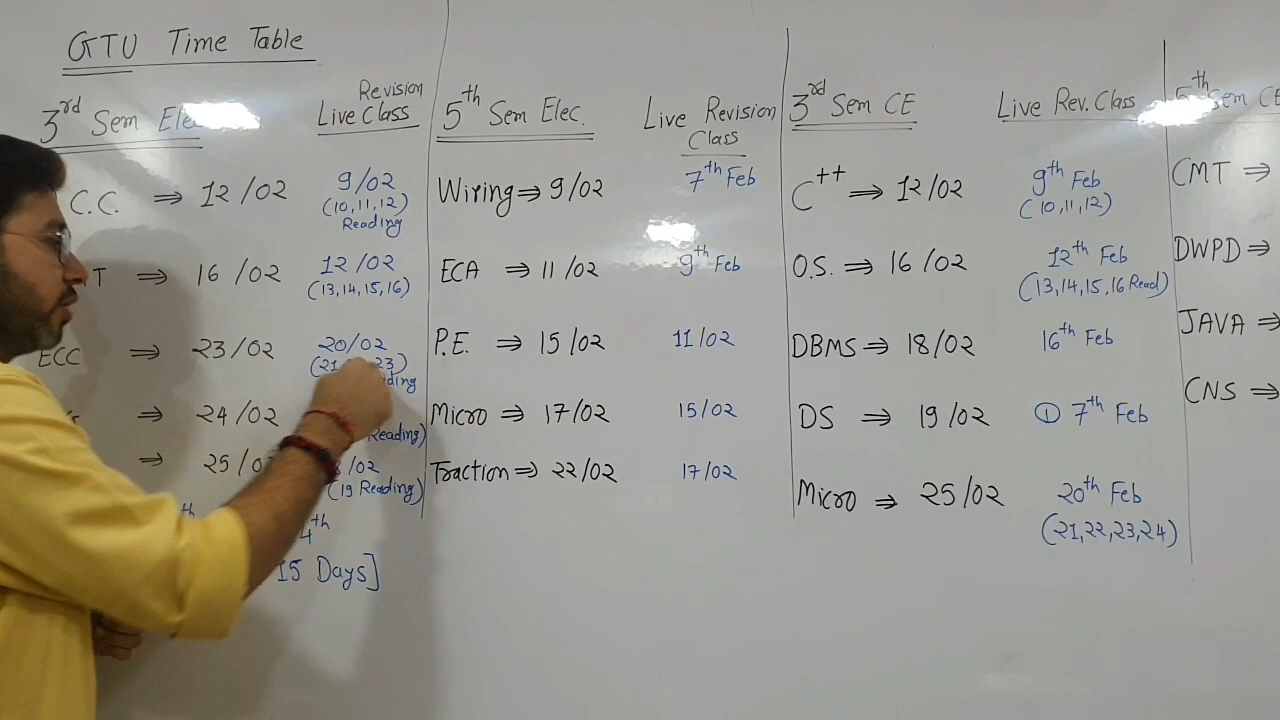 GTU Time Table
3rd Sem Elec
Revision
Live Class
C.C. ⇒ 12/02
9/02
(10,11,12)
Reading
T ⇒ 16/02
12/02
(13,14,15,16)
ECC ⇒ 23/02
20/02
⇒ 24/02
Reading)
⇒
/02
(19 Reading)
15 Days]
5th Sem Elec.
Live Revision
Class
Wiring ⇒ 9/02
7th Feb
ECA ⇒ 11/02
9th Feb
P.E. ⇒ 15/02
11/02
Micro ⇒ 17/02
15/02
Traction ⇒ 22/02
17/02
3rd Sem CE
Live Rev. Class
C++ ⇒ 12/02
9th Feb
(10,11,12)
O.S. ⇒ 16/02
12th Feb
(13,14,15,16 Read)
DBMS ⇒ 18/02
16th Feb
DS ⇒ 19/02
① 7th Feb
Micro ⇒ 25/02
20th Feb
(21,22,23,24)
5th Sem CE
CMT ⇒
DWPD ⇒
JAVA ⇒
CNS ⇒